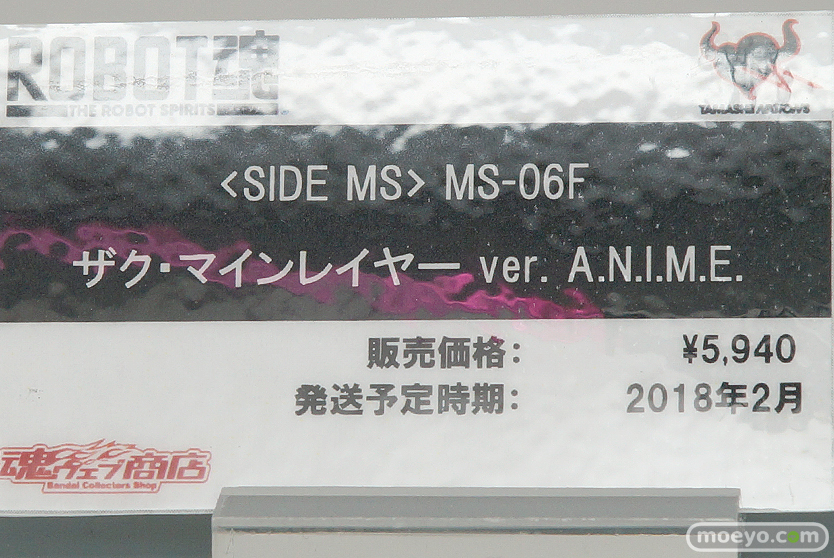 ROBOT魂
THE ROBOT SPIRITS
TAMASHII NATIONS
<SIDE MS> MS-06F
ザク・マインレイヤー ver. A.N.I.M.E.
販売価格: ¥5,940
発送予定時期: 2018年2月
魂ウェブ商店
Bandai Collectors Shop
moeyo.com